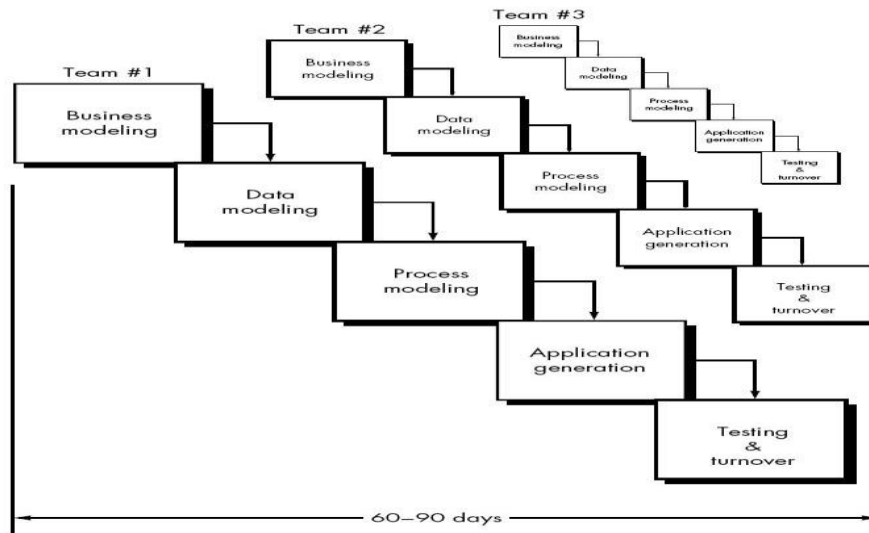 Team #1
Business
modeling
Data
modeling
Process
modeling
Application
generation
Testing
&
turnover
Team #2
Business
modeling
Data
modeling
Process
modeling
Application
generation
Testing
&
turnover
Team #3
Business
modeling
Data
modeling
Process
modeling
Application
generation
Testing
&
turnover
60–90 days